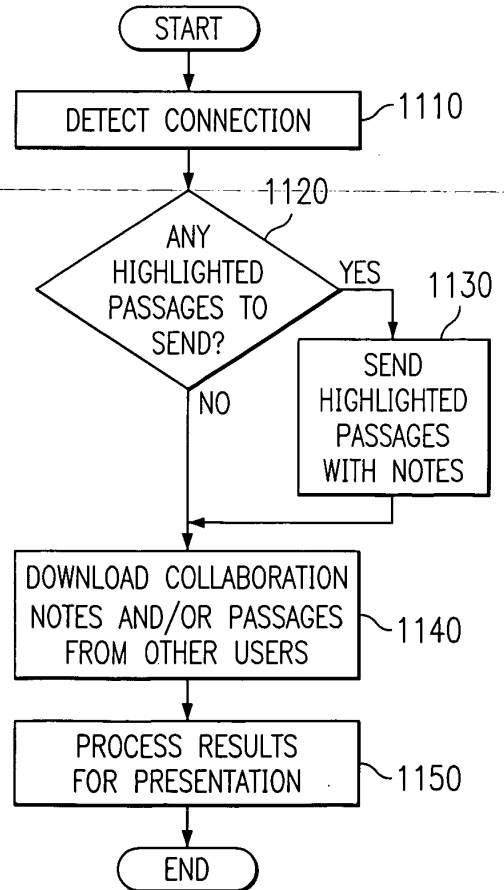 START
DETECT CONNECTION
1110
1120
ANY
HIGHLIGHTED
PASSAGES TO
SEND?
YES
1130
SEND
HIGHLIGHTED
PASSAGES
WITH NOTES
NO
DOWNLOAD COLLABORATION
NOTES AND/OR PASSAGES
FROM OTHER USERS
1140
PROCESS RESULTS
FOR PRESENTATION
1150
END